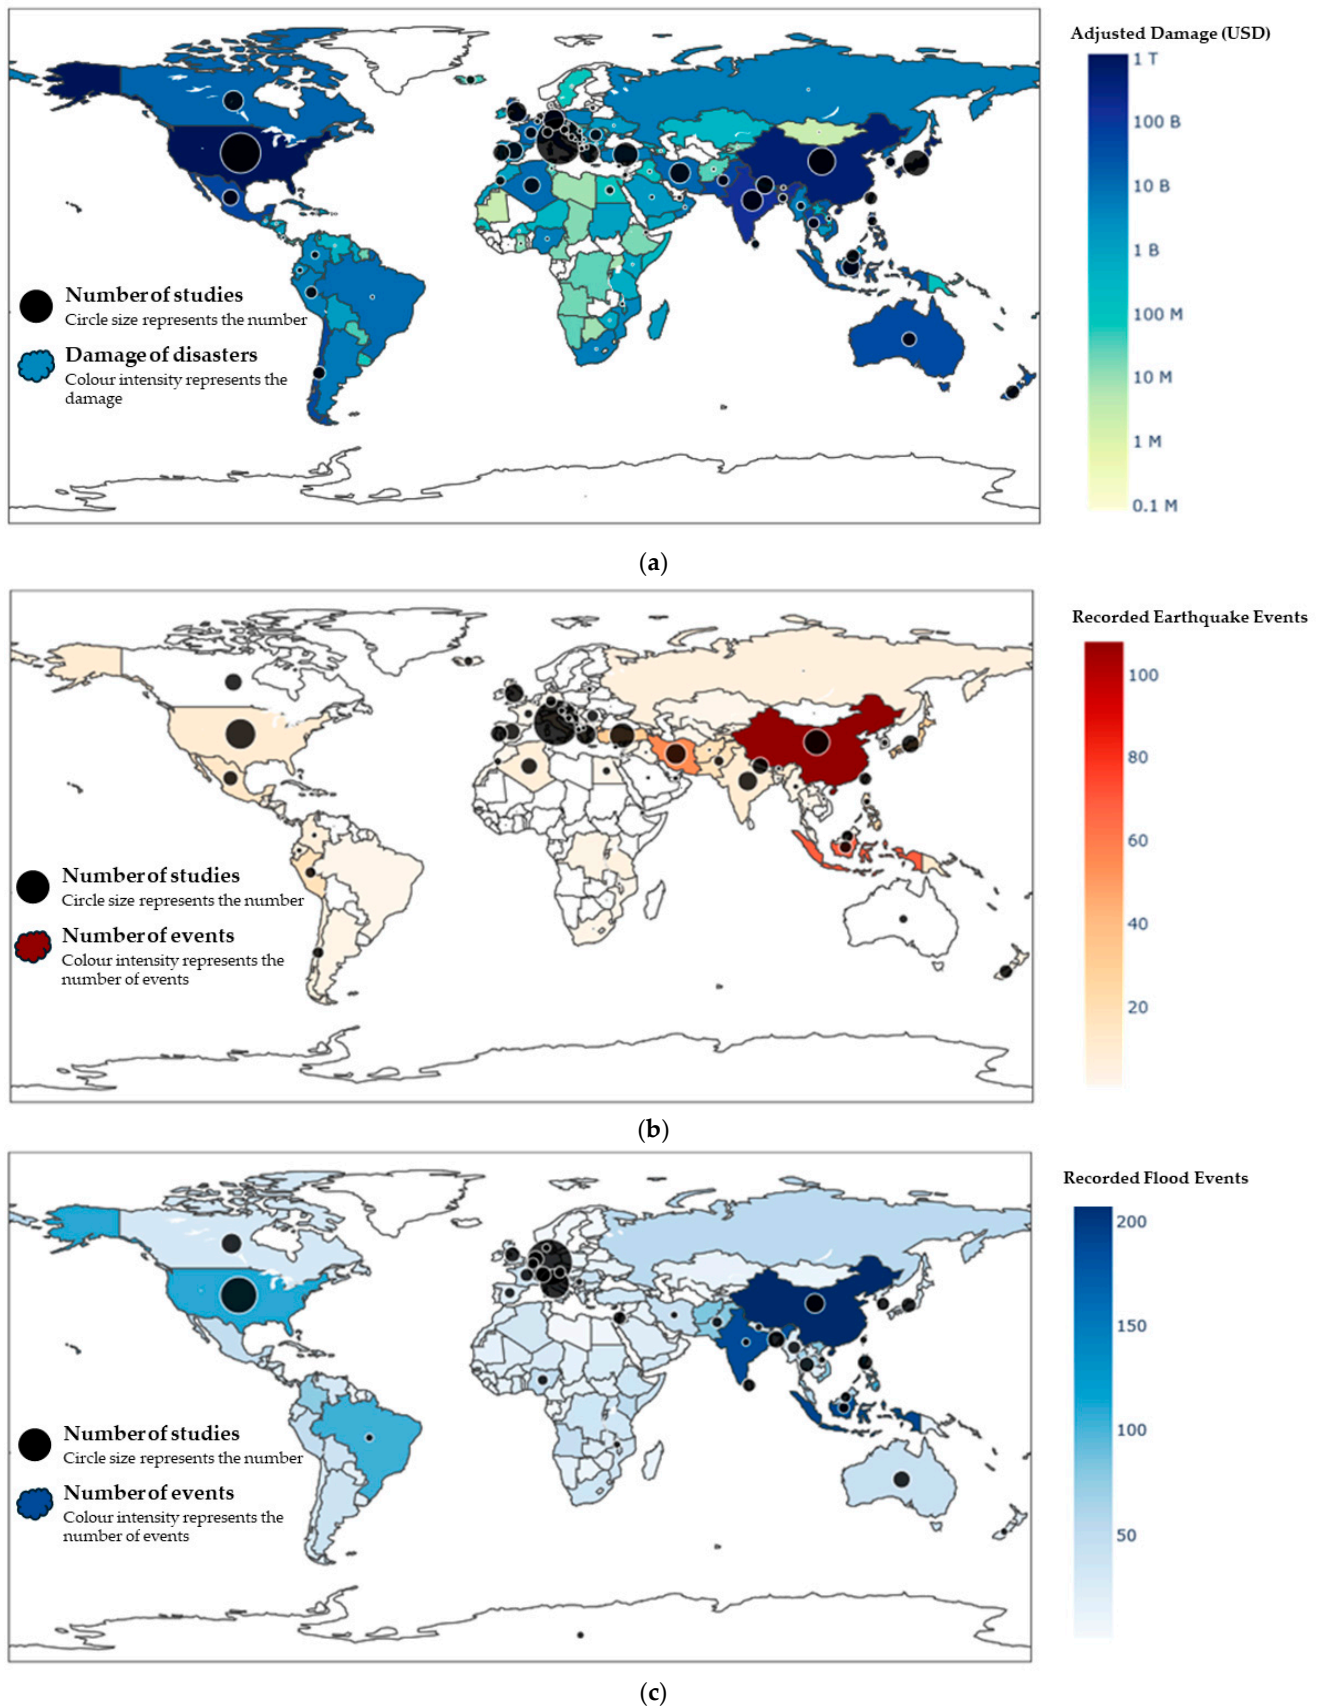 Adjusted Damage (USD)
1 T
100 B
10 B
1 B
100 M
10 M
1 M
0.1 M
Number of studies
Circle size represents the number
Damage of disasters
Colour intensity represents the
damage
(a)
Recorded Earthquake Events
100
80
60
40
20
Number of studies
Circle size represents the number
Number of events
Colour intensity represents the
number of events
(b)
Recorded Flood Events
200
150
100
50
Number of studies
Circle size represents the number
Number of events
Colour intensity represents the
number of events
(c)